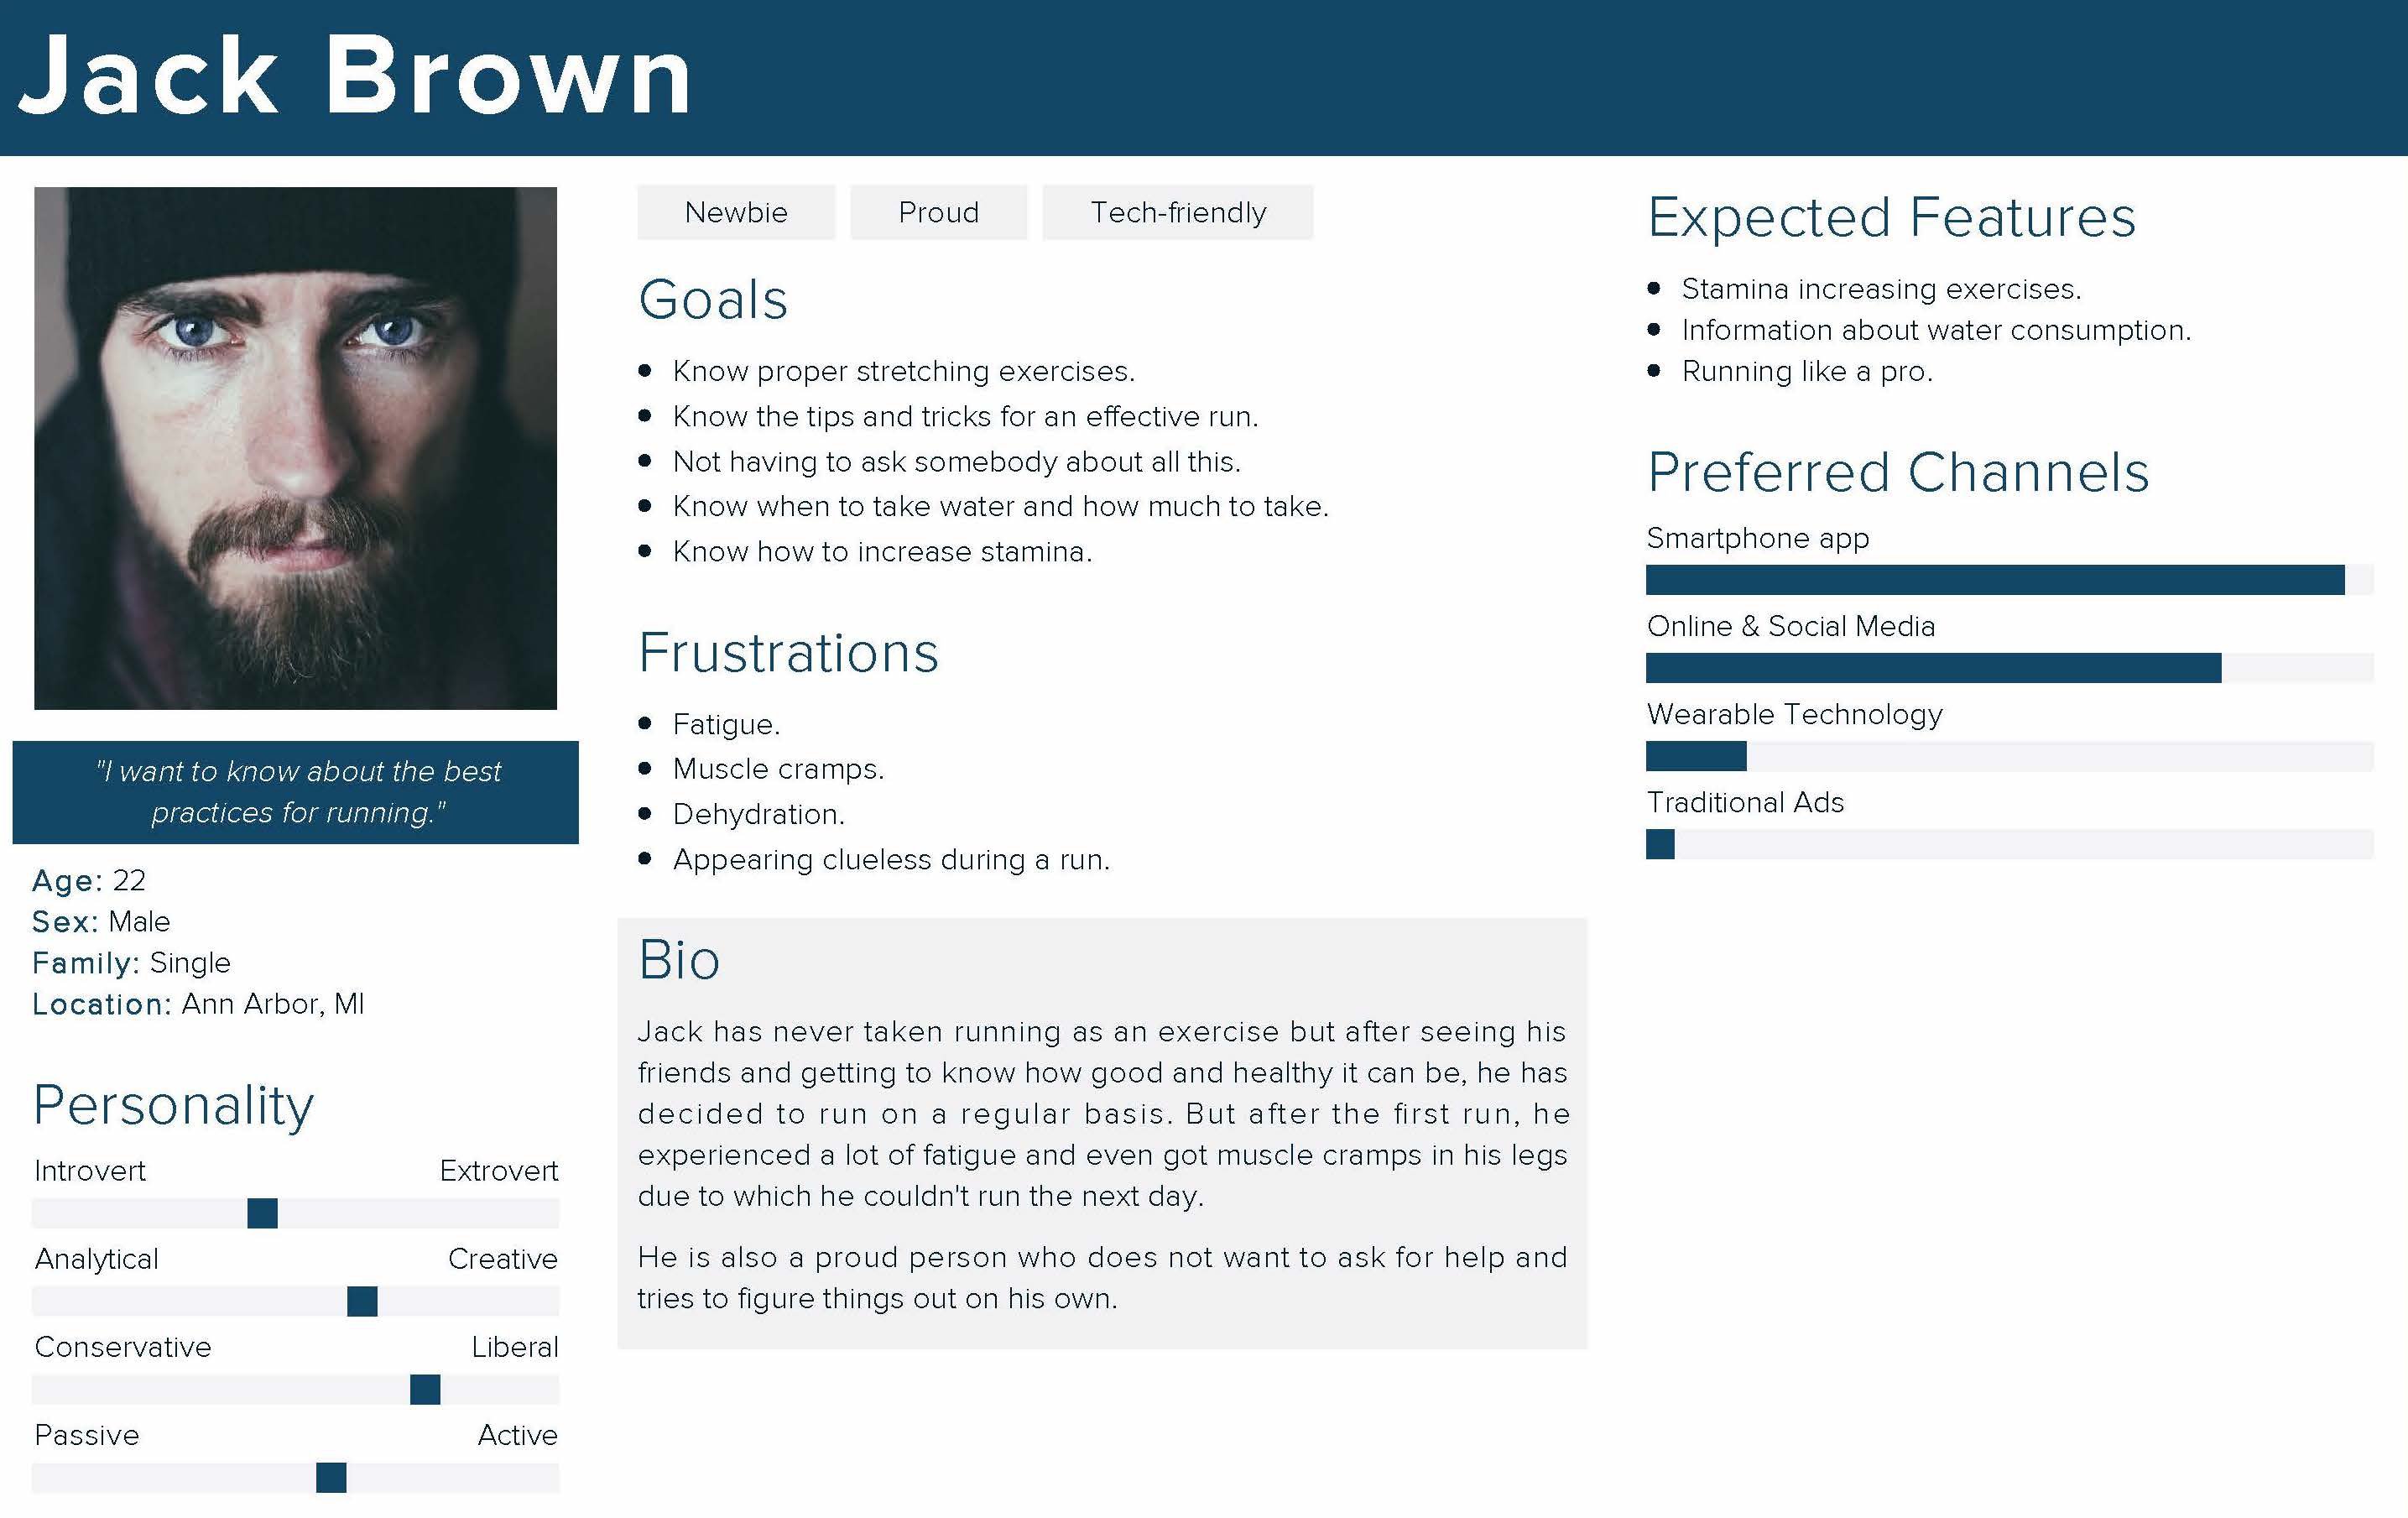 Jack Brown
"I want to know about the best
practices for running."
Age: 22
Sex: Male
Family: Single
Location: Ann Arbor, MI
Personality
Introvert Extrovert
Analytical Creative
Conservative Liberal
Passive Active
Newbie Proud Tech-friendly
Goals
Know proper stretching exercises.
Know the tips and tricks for an effective run.
Not having to ask somebody about all this.
Know when to take water and how much to take.
Know how to increase stamina.
Frustrations
Fatigue.
Muscle cramps.
Dehydration.
Appearing clueless during a run.
Bio
Jack has never taken running as an exercise but after seeing his
friends and getting to know how good and healthy it can be, he has
decided to run on a regular basis. But after the first run, he
experienced a lot of fatigue and even got muscle cramps in his legs
due to which he couldn't run the next day.
He is also a proud person who does not want to ask for help and
tries to figure things out on his own.
Expected Features
Stamina increasing exercises.
Information about water consumption.
Running like a pro.
Preferred Channels
Smartphone app
Online & Social Media
Wearable Technology
Traditional Ads